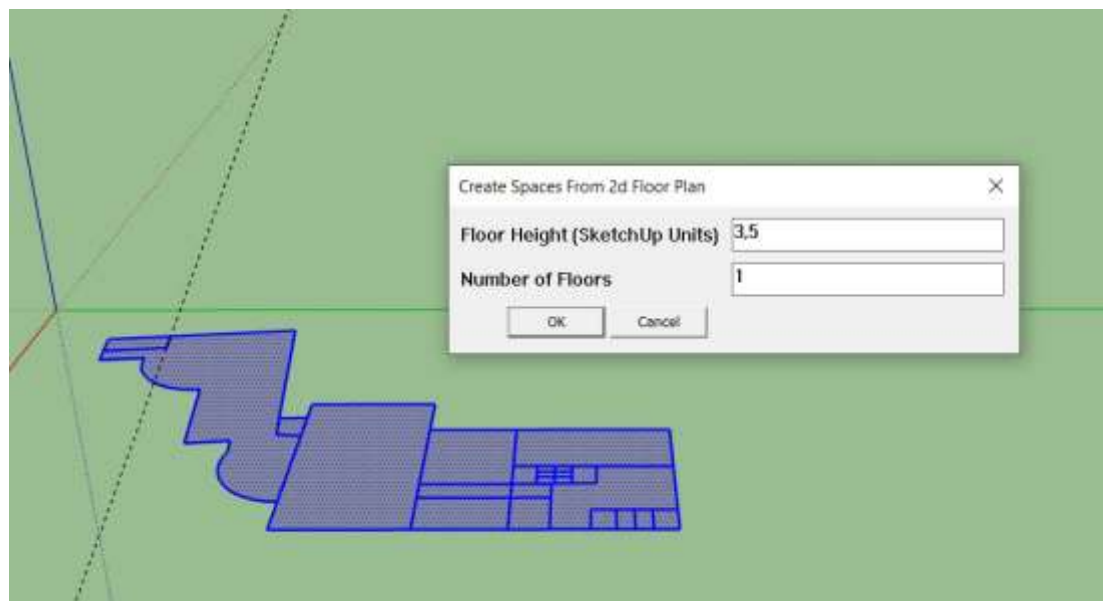 Create Spaces From 2d Floor Plan
Floor Height (SketchUp Units) 3,5
Number of Floors 1
OK Cancel